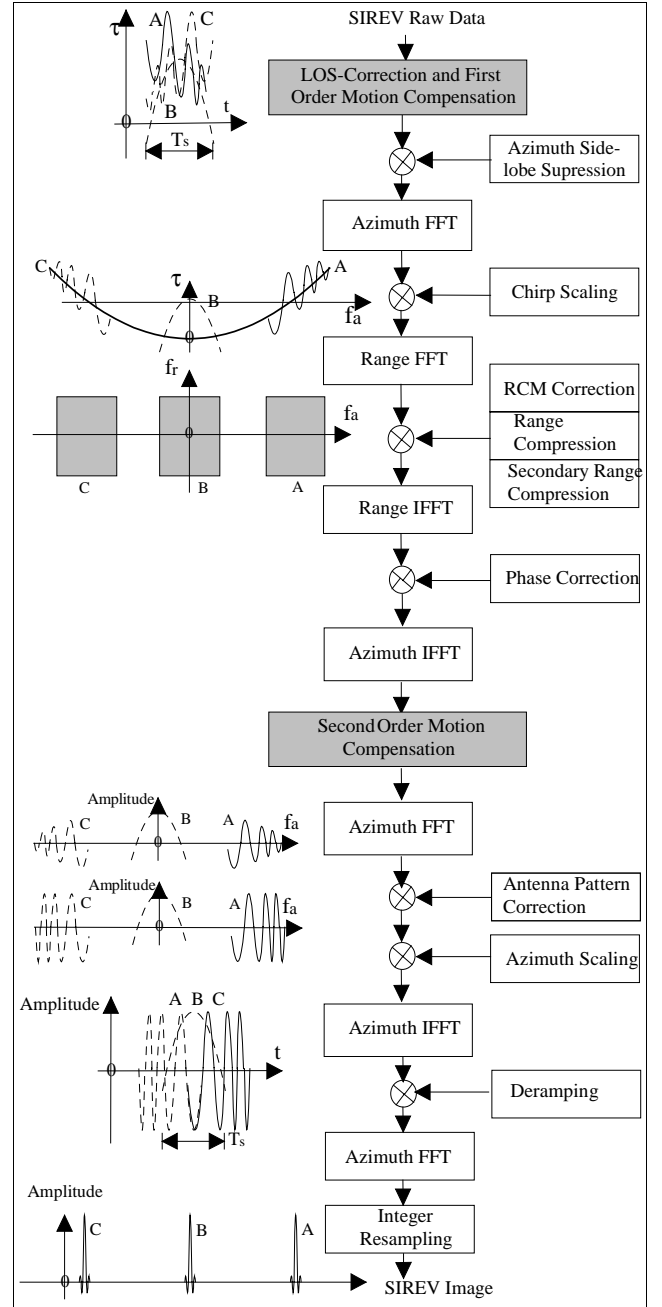 SIREV Raw Data
A C
τ
B t
0
Ts
LOS-Correction and First
Order Motion Compensation
Azimuth Side-
lobe Supression
Azimuth FFT
C A
τ
B
fa
0
Chirp Scaling
Range FFT
fr
fa
0
C B A
RCM Correction
Range
Compression
Secondary Range
Compression
Range IFFT
Phase Correction
Azimuth IFFT
Second Order Motion
Compensation
Amplitude
C B A fa
0
Azimuth FFT
Amplitude
C B A fa
0
Antenna Pattern
Correction
Azimuth Scaling
Amplitude
A B C
t
0
Ts
Azimuth IFFT
Deramping
Azimuth FFT
Amplitude
C B A
0
Integer
Resampling
SIREV Image